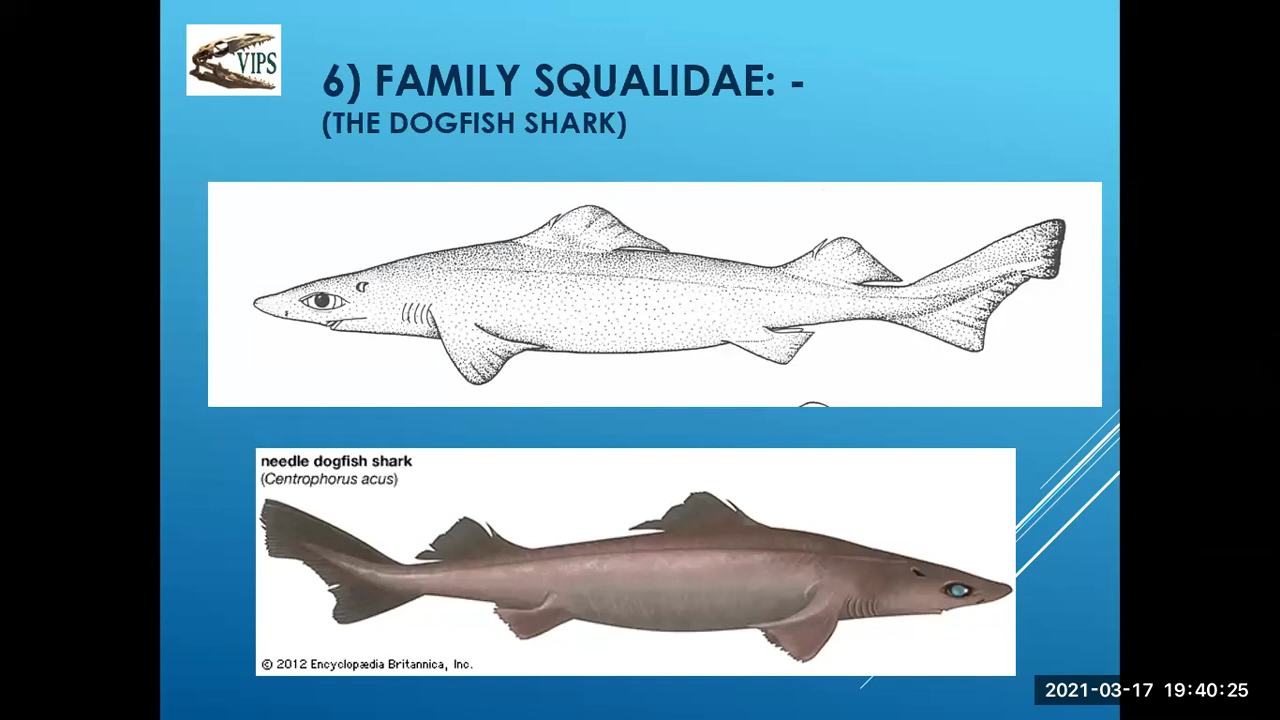 VIPS
6) FAMILY SQUALIDAE: -
(THE DOGFISH SHARK)
needle dogfish shark
(Centrophorus acus)
© 2012 Encyclopædia Britannica, Inc.
2021-03-17 19:40:25